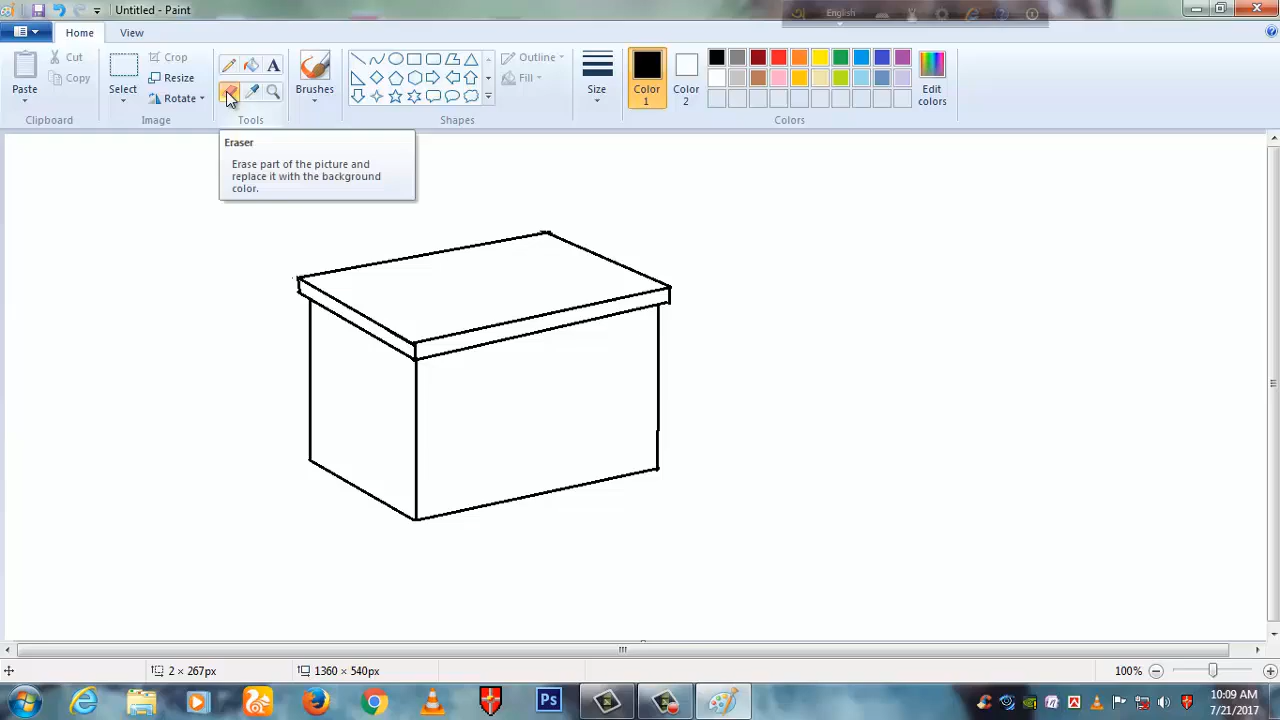 Untitled - Paint
English
Home
View
Paste
Cut
Copy
Clipboard
Select
Crop
Resize
Rotate
Image
A
Tools
Brushes
Shapes
Outline
Fill
Size
Color
1
Color
2
Edit
colors
Colors
Eraser
Erase part of the picture and
replace it with the background
color.
2 × 267px
1360 × 540px
100%
Ps
10:09 AM
7/21/2017